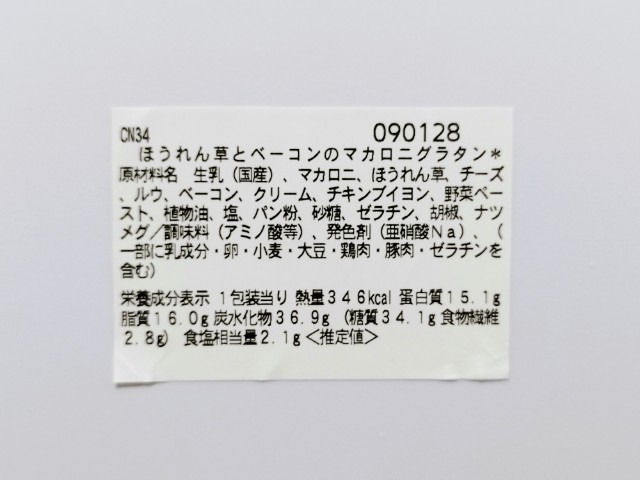 CN34 090128
ほうれん草とベーコンのマカロニグラタン*
原材料名 生乳(国産)、マカロニ、ほうれん草、チーズ
、ルウ、ベーコン、クリーム、チキンブイヨン、野菜ペー
スト、植物油、塩、パン粉、砂糖、ゼラチン、胡椒、ナツ
メグ/調味料(アミノ酸等)、発色剤(亜硝酸Na)、(
一部に乳成分・卵・小麦・大豆・鶏肉・豚肉・ゼラチンを
含む)
栄養成分表示 1包装当り 熱量346kcal 蛋白質15.1g
脂質16.0g 炭水化物36.9g (糖質34.1g 食物繊維
2.8g) 食塩相当量2.1g<推定値>